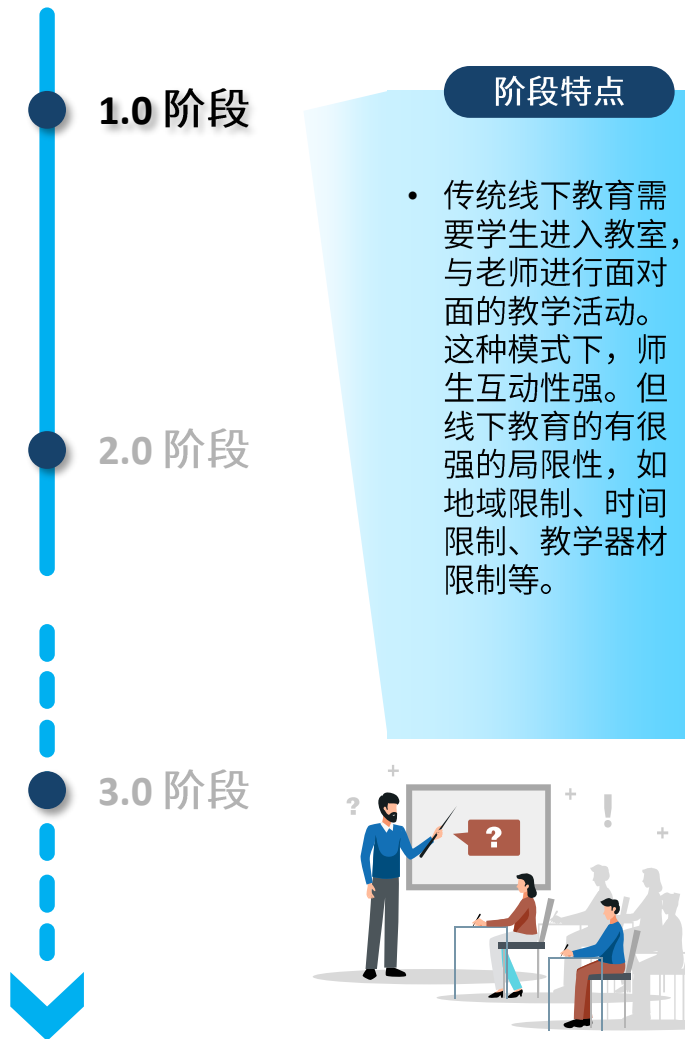 1.0 阶段
2.0 阶段
3.0 阶段
阶段特点
• 传统线下教育需
要学生进入教室，
与老师进行面对
面的教学活动。
这种模式下，师
生互动性强。但
线下教育的有很
强的局限性，如
地域限制、时间
限制、教学器材
限制等。
?
?
!